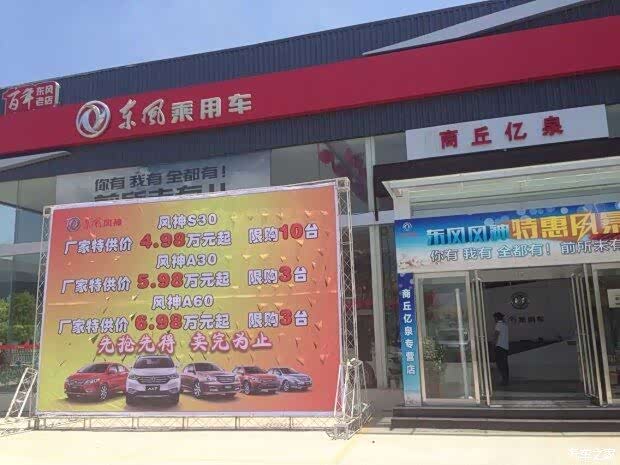 百年东风老店
东风乘用车
商丘亿泉
你有 我有 全都有!
东风风神
风神S30
厂家特供价 4.98万元起 限购10台
风神A30
厂家特供价 5.98万元起 限购3台
风神A60
厂家特供价 6.98万元起 限购3台
先抢先得 卖完为止
AX7
东风风神 特惠风暴
你有 我有 全都有! 前所未有
商丘亿泉专营店
东风乘用车
汽车之家